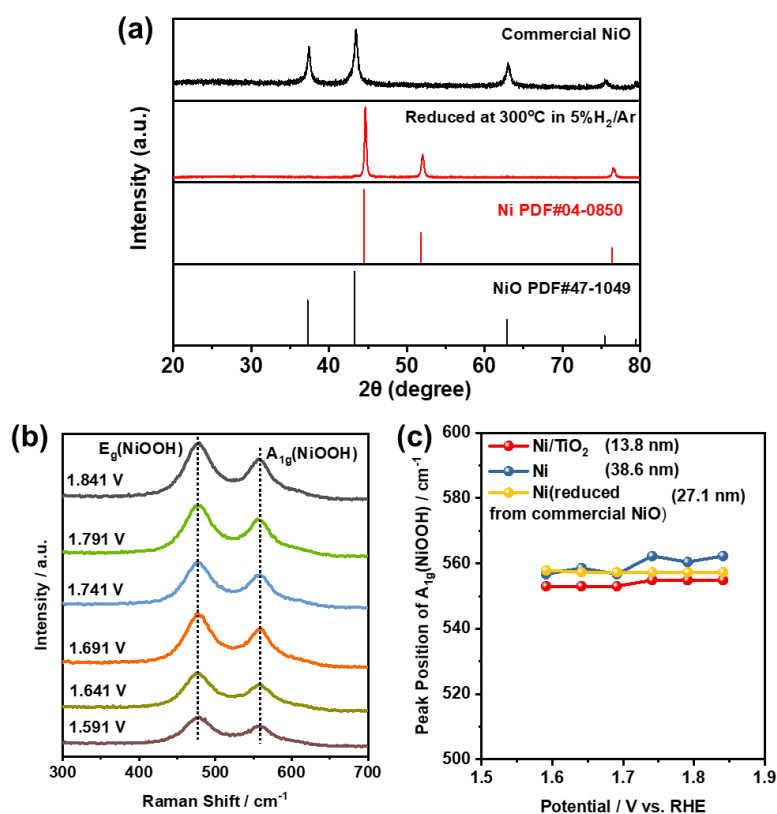 (a)
Commercial NiO
Reduced at 300°C in 5%H₂/Ar
Ni PDF#04-0850
NiO PDF#47-1049
Intensity (a.u.)
20 30 40 50 60 70 80
2θ (degree)
(b)
E_g(NiOOH) A_1g(NiOOH)
1.841 V
1.791 V
1.741 V
1.691 V
1.641 V
1.591 V
Intensity / a.u.
300 400 500 600 700
Raman Shift / cm⁻¹
(c)
600
580
560
540
520
500
Ni/TiO₂ (13.8 nm)
Ni (38.6 nm)
Ni(reduced (27.1 nm)
from commercial NiO)
Peak Position of A_1g(NiOOH) / cm⁻¹
1.5 1.6 1.7 1.8 1.9
Potential / V vs. RHE